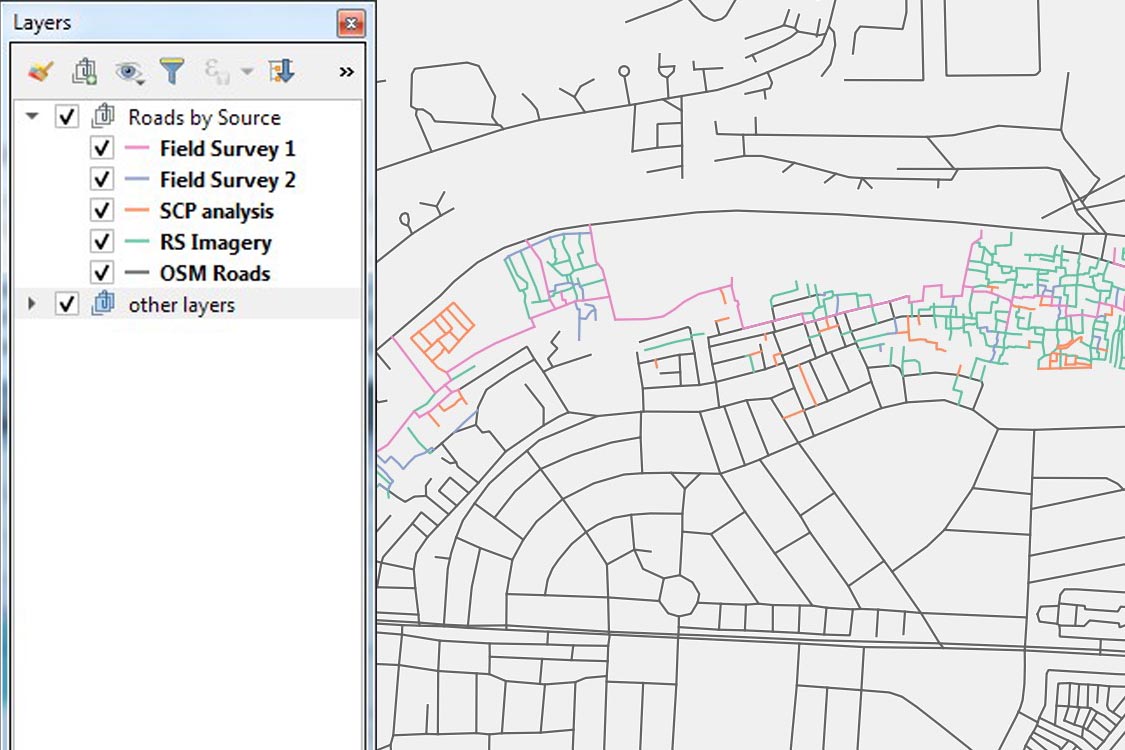 Layers
Roads by Source
Field Survey 1
Field Survey 2
SCP analysis
RS Imagery
OSM Roads
other layers